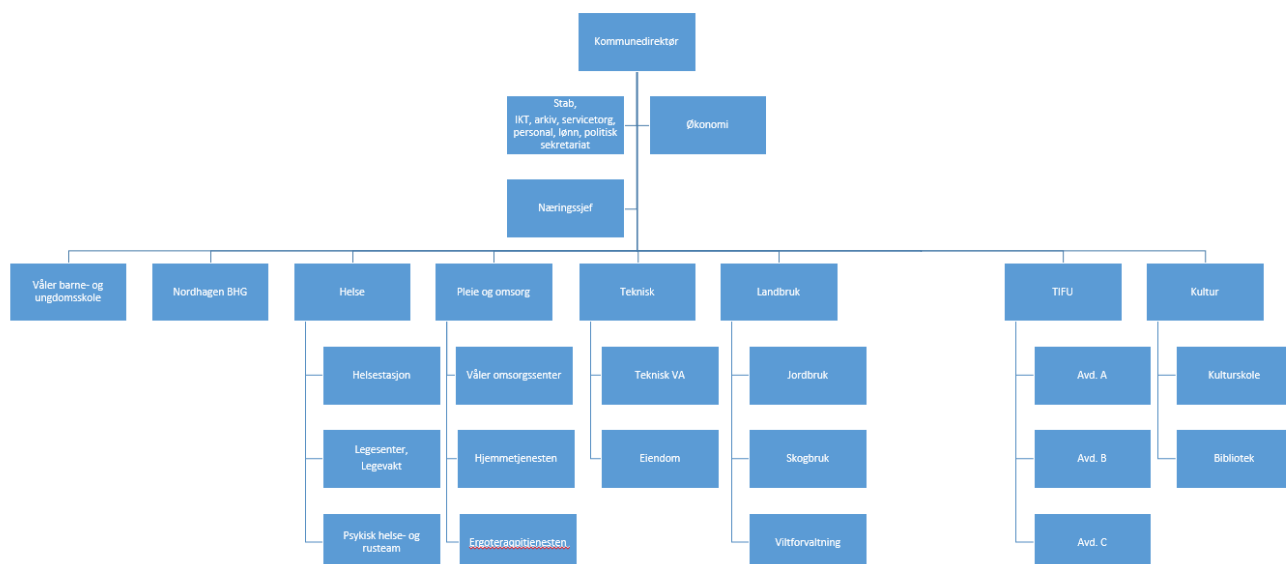 Kommunedirektør
Stab,
IKT, arkiv, servicetorg,
personal, lønn, politisk
sekretariat
Økonomi
Næringssjef
Våler barne- og
ungdomsskole
Nordhagen BHG
Helse
Pleie og omsorg
Teknisk
Landbruk
TIFU
Kultur
Helsestasjon
Våler omsorgssenter
Teknisk VA
Jordbruk
Avd. A
Kulturskole
Legesenter,
Legevakt
Hjemmetjenesten
Eiendom
Skogbruk
Avd. B
Bibliotek
Psykisk helse- og
rusteam
Ergoteraqpitjenesten
Viltforvaltning
Avd. C